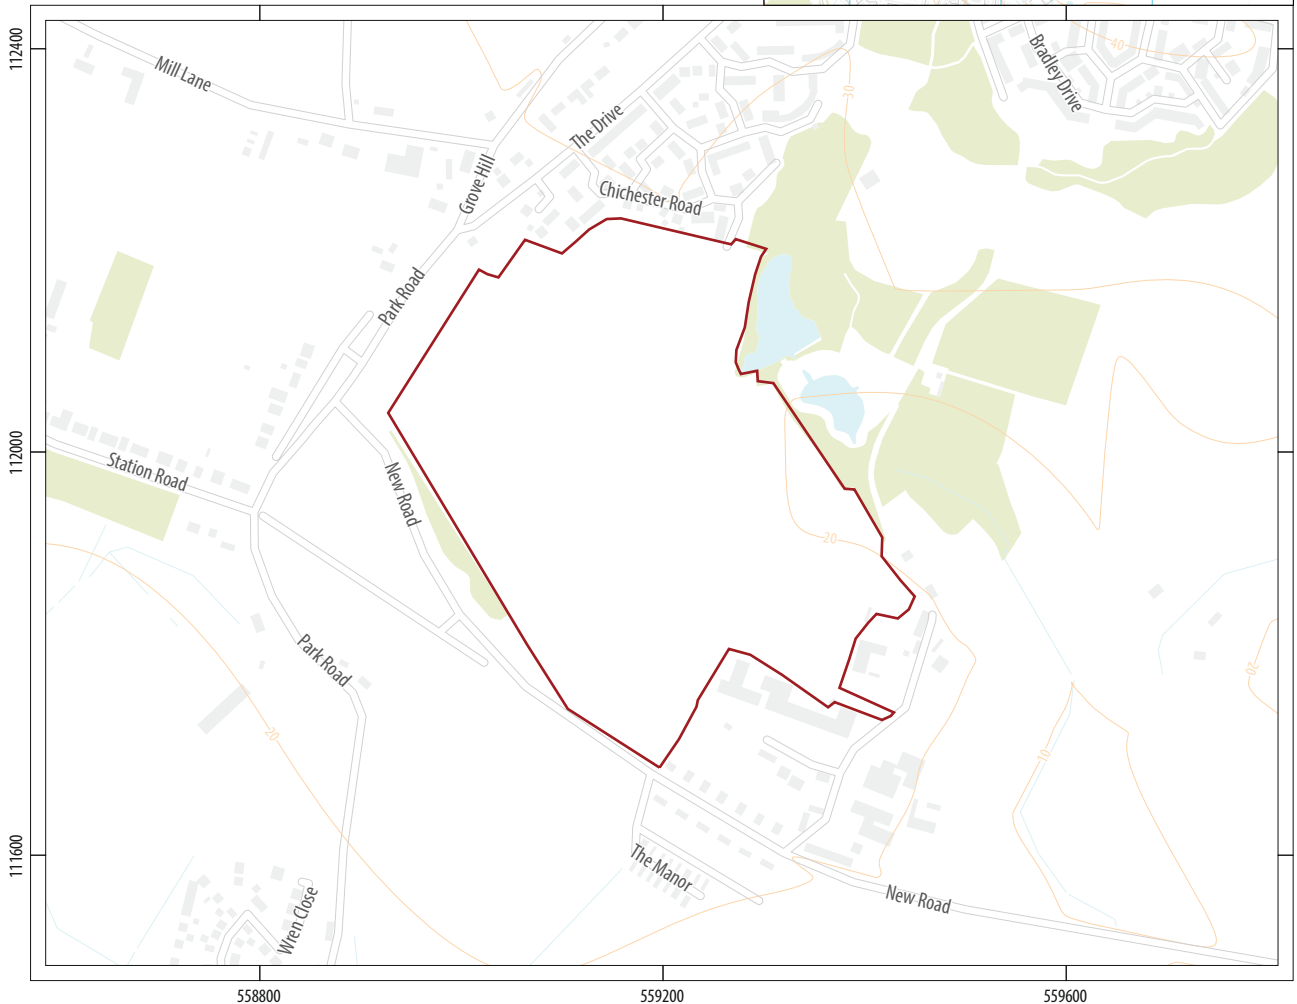 112400
Mill Lane
The Drive
Grove Hill
Chichester Road
Bradley Drive
40
30
Park Road
112000
Station Road
New Road
20
Park Road
20
20
10
111600
The Manor
New Road
Wren Close
558800
559200
559600